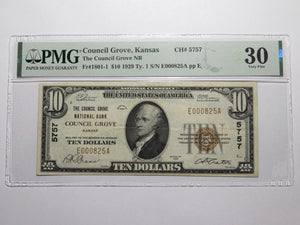 PMG
PAPER MONEY GUARANTY
Council Grove, Kansas
CH# 5757
The Council Grove NB
Fr#1801-1 $10 1929 Ty. 1 S/N E000825A pp E
30
Very Fine
10
THE UNITED STATES OF AMERICA
10
THE COUNCIL GROVE
NATIONAL BANK
COUNCIL GROVE
KANSAS
TEN DOLLARS
E000825A
5757
5757
E000825A
TEN DOLLARS